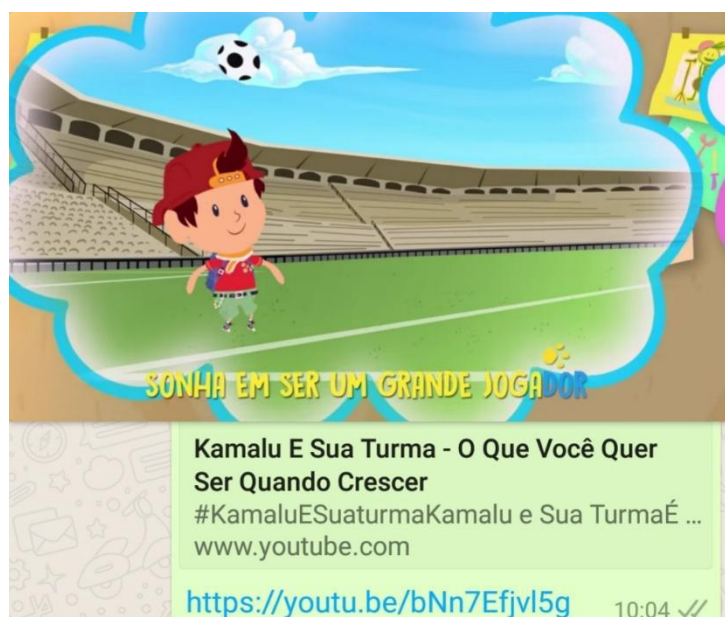 SONHA EM SER UM GRANDE JOGADOR
Kamalu E Sua Turma - O Que Você Quer
Ser Quando Crescer
#KamaluESuaturmaKamalu e Sua TurmaÉ ...
www.youtube.com
https://youtu.be/bNn7Efjvl5g
10:04